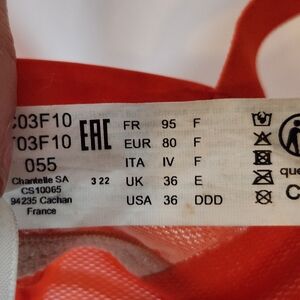 C03F10
T03F10
055
Chantelle SA
CS10065
94235 Cachan
France
EAC
3 22
FR 95 F
EUR 80 F
ITA IV F
UK 36 E
USA 36 DDD
que
C